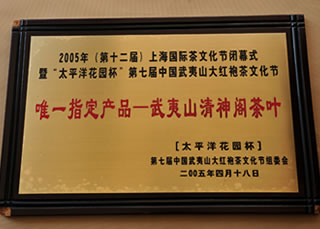 2005年（第十二届）上海国际茶文化节闭幕式
暨“太平洋花园杯”第七届中国武夷山大红袍茶文化节
唯一指定产品—武夷山清神阁茶叶
[太平洋花园杯]
第七届中国武夷山大红袍茶文化节组委会
二00五年四月十八日